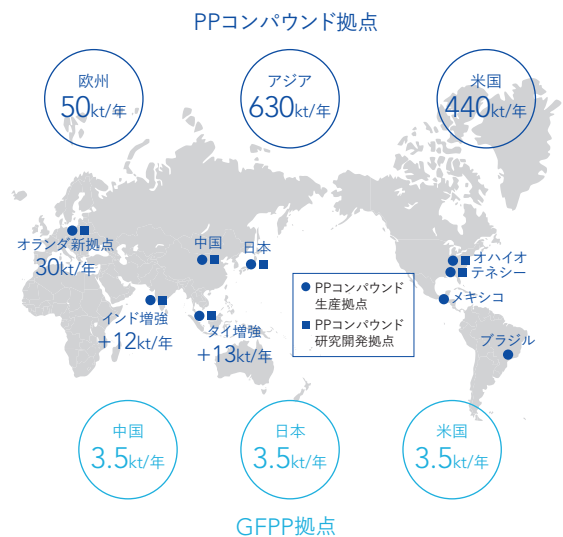 PPコンパウンド拠点
欧州
50kt/年
アジア
630kt/年
米国
440kt/年
オランダ新拠点
30kt/年
中国
日本
インド増強
+12kt/年
タイ増強
+13kt/年
PPコンパウンド
生産拠点
PPコンパウンド
研究開発拠点
オハイオ
テネシー
メキシコ
ブラジル
中国
3.5kt/年
日本
3.5kt/年
米国
3.5kt/年
GFPP拠点